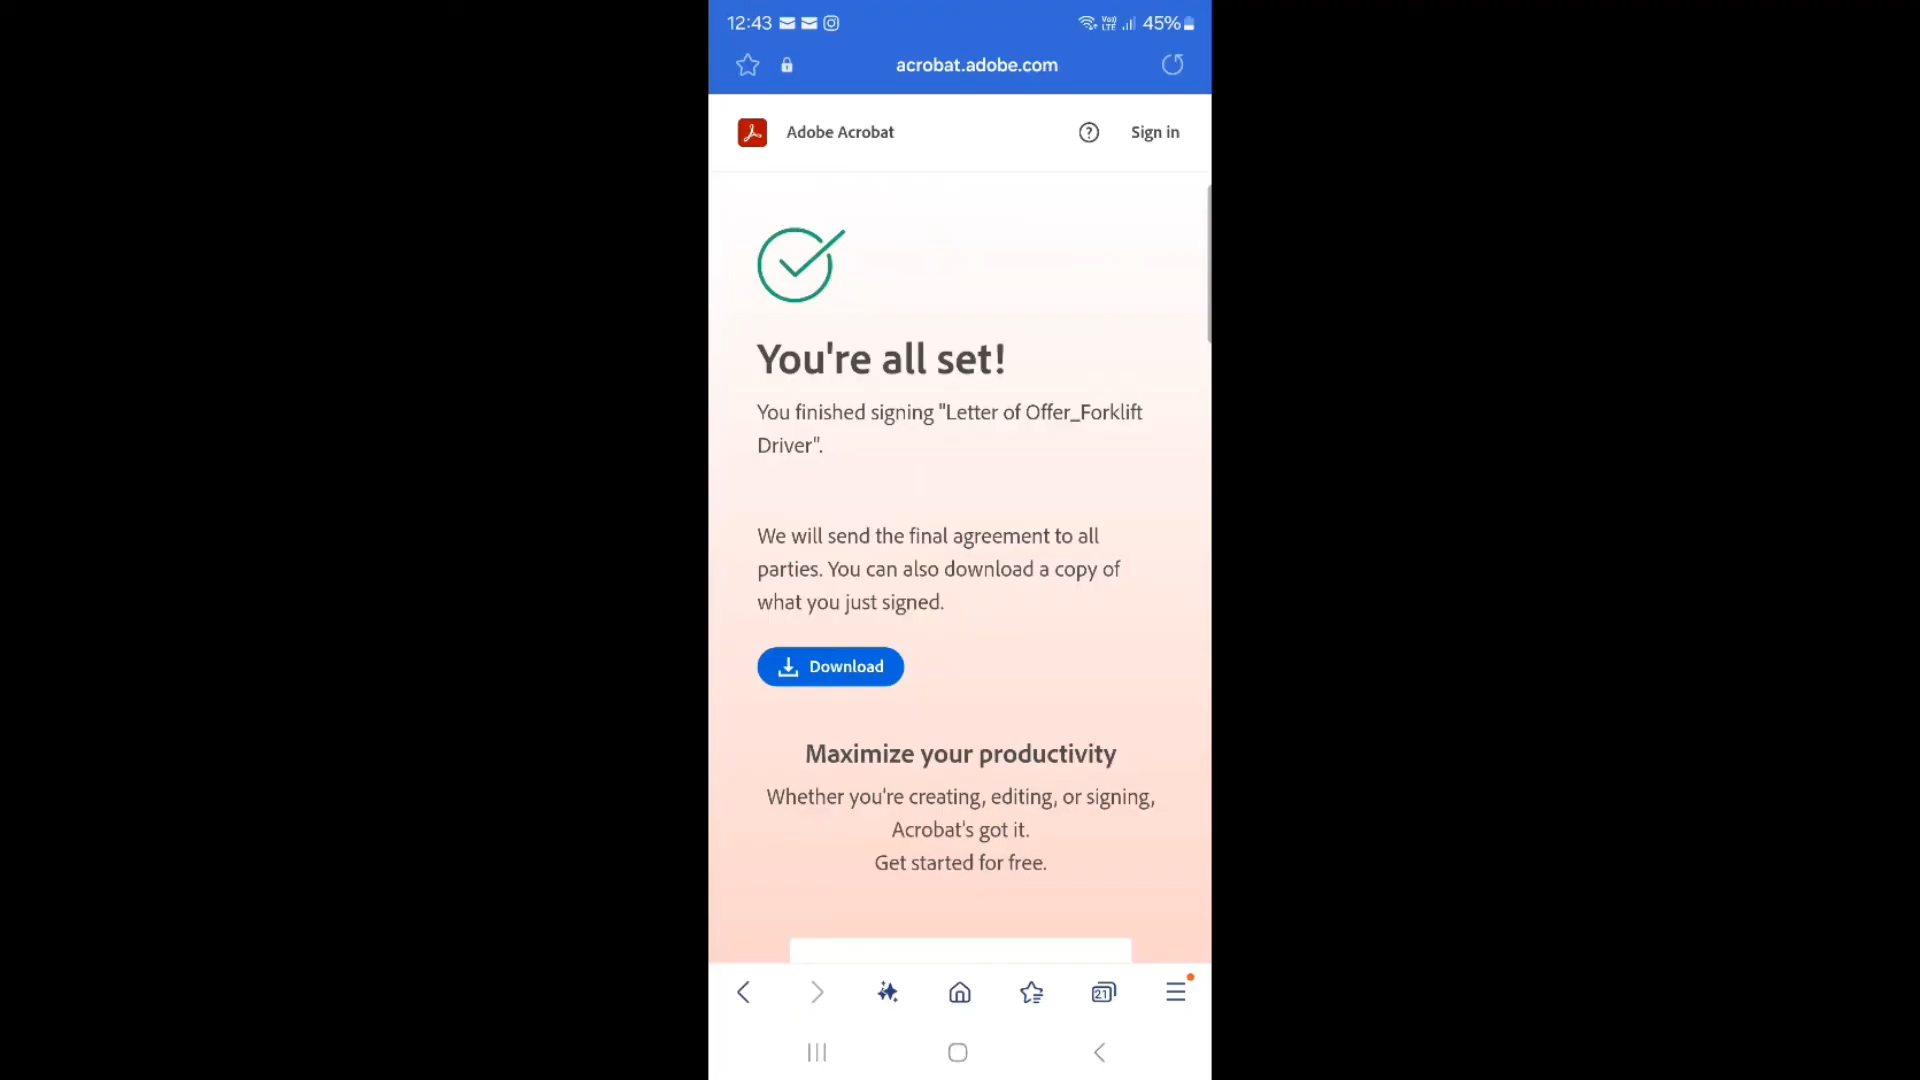 12:43 45%
acrobat.adobe.com
Adobe Acrobat Sign in
You're all set!
You finished signing "Letter of Offer_Forklift
Driver".
We will send the final agreement to all
parties. You can also download a copy of
what you just signed.
Download
Maximize your productivity
Whether you're creating, editing, or signing,
Acrobat's got it.
Get started for free.
21